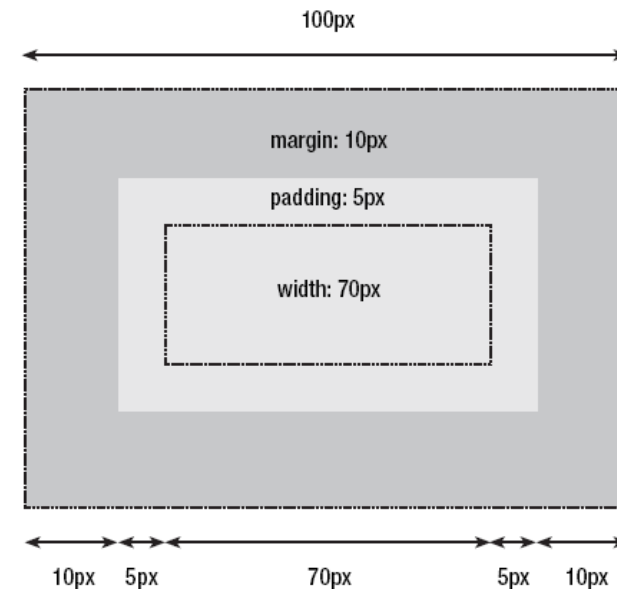 100px
margin: 10px
padding: 5px
width: 70px
10px 5px 70px 5px 10px